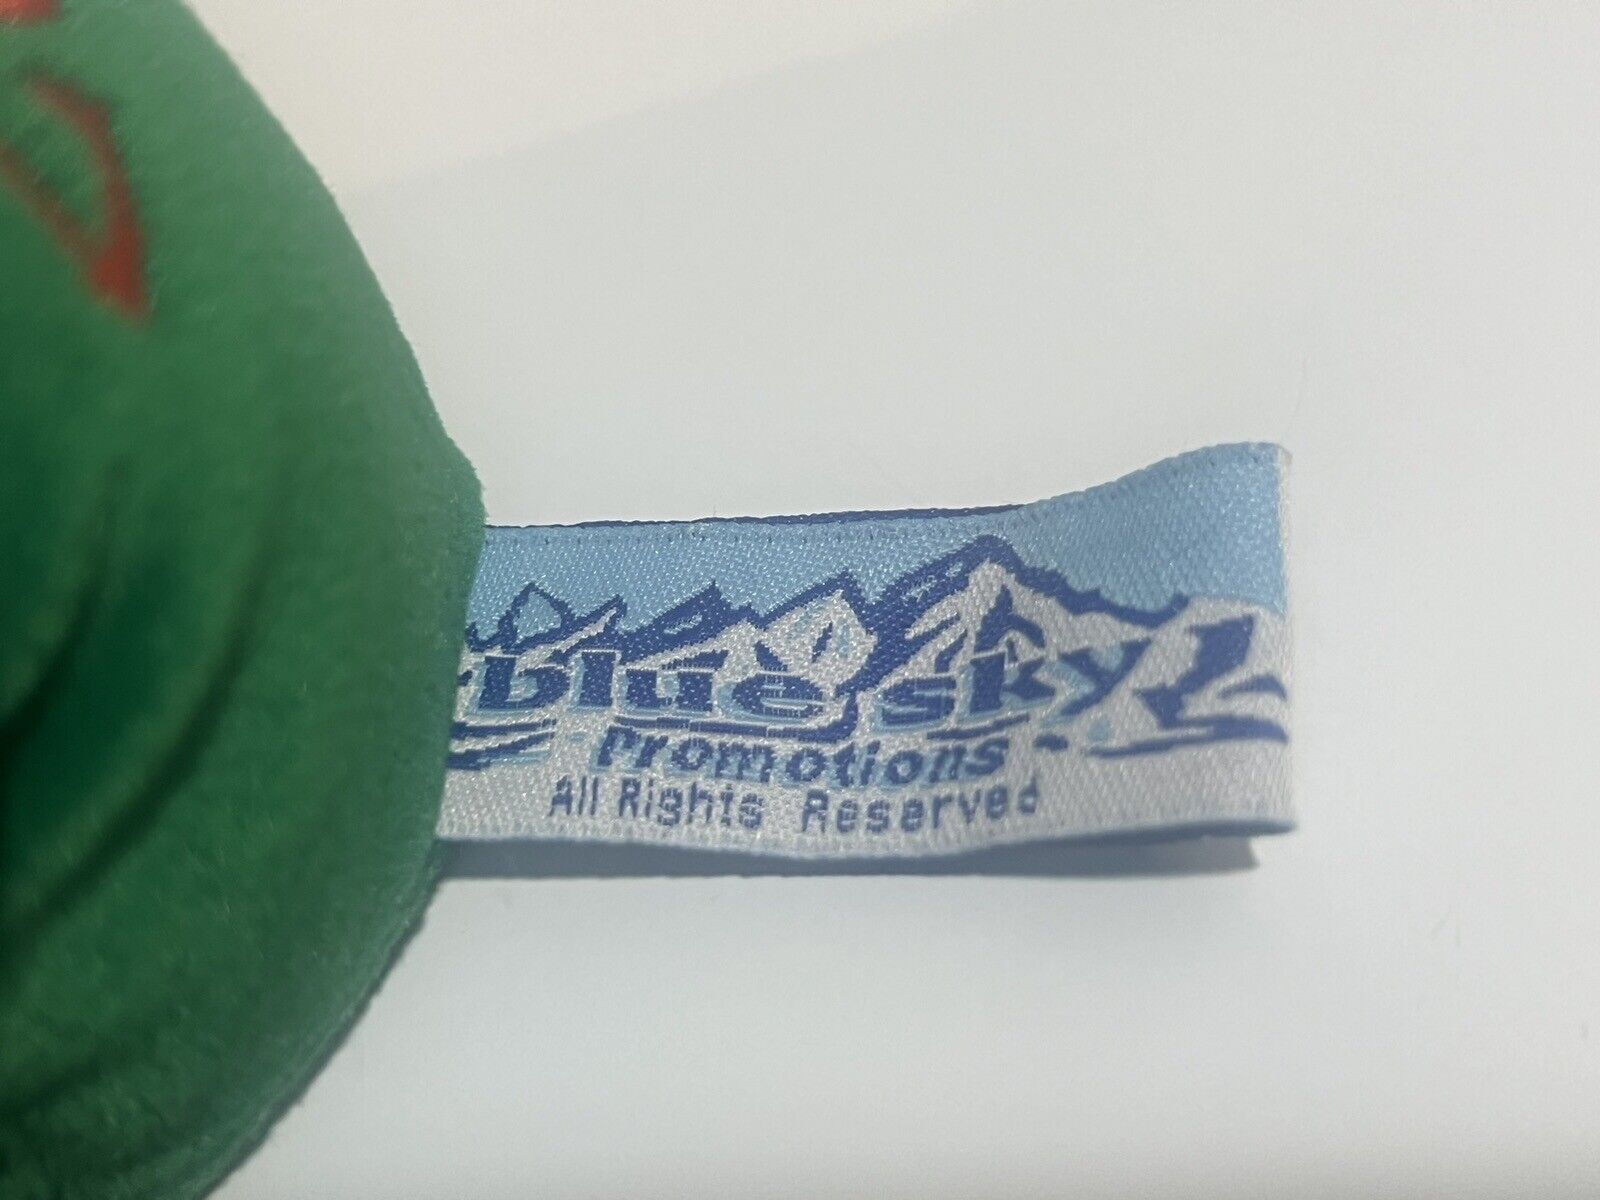 blue sky
Promotions
All Rights Reserved